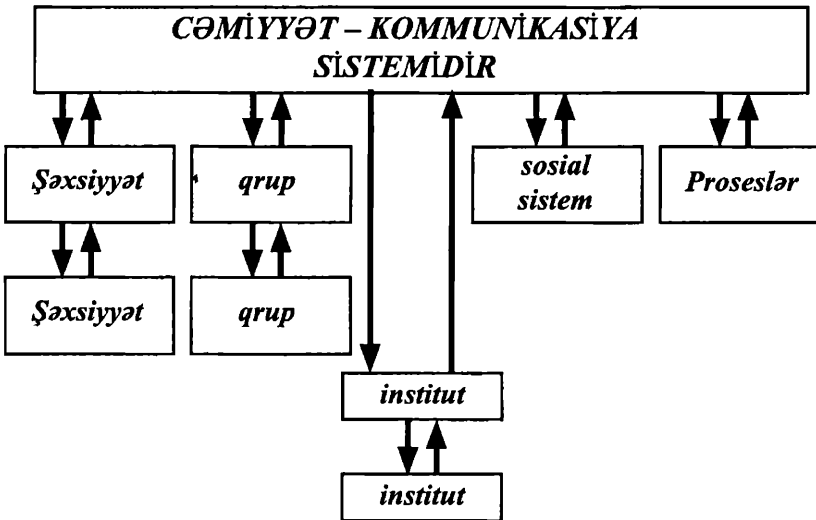 CƏMİYYƏT – KOMMUNİKASİYA
SİSTEMİDİR
Şəxsiyyət
qrup
sosial
sistem
Proseslər
Şəxsiyyət
qrup
institut
institut